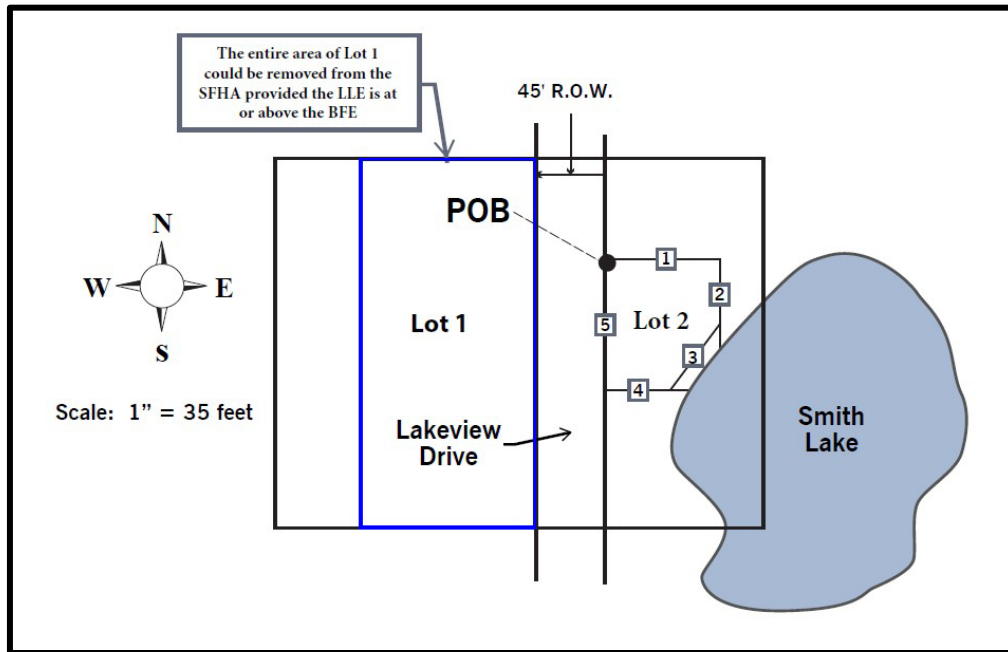 The entire area of Lot 1
could be removed from the
SFHA provided the LLE is at
or above the BFE
45' R.O.W.
POB
N
W
E
S
1
2
Lot 1
5
Lot 2
3
4
Scale: 1” = 35 feet
Lakeview
Drive
Smith
Lake